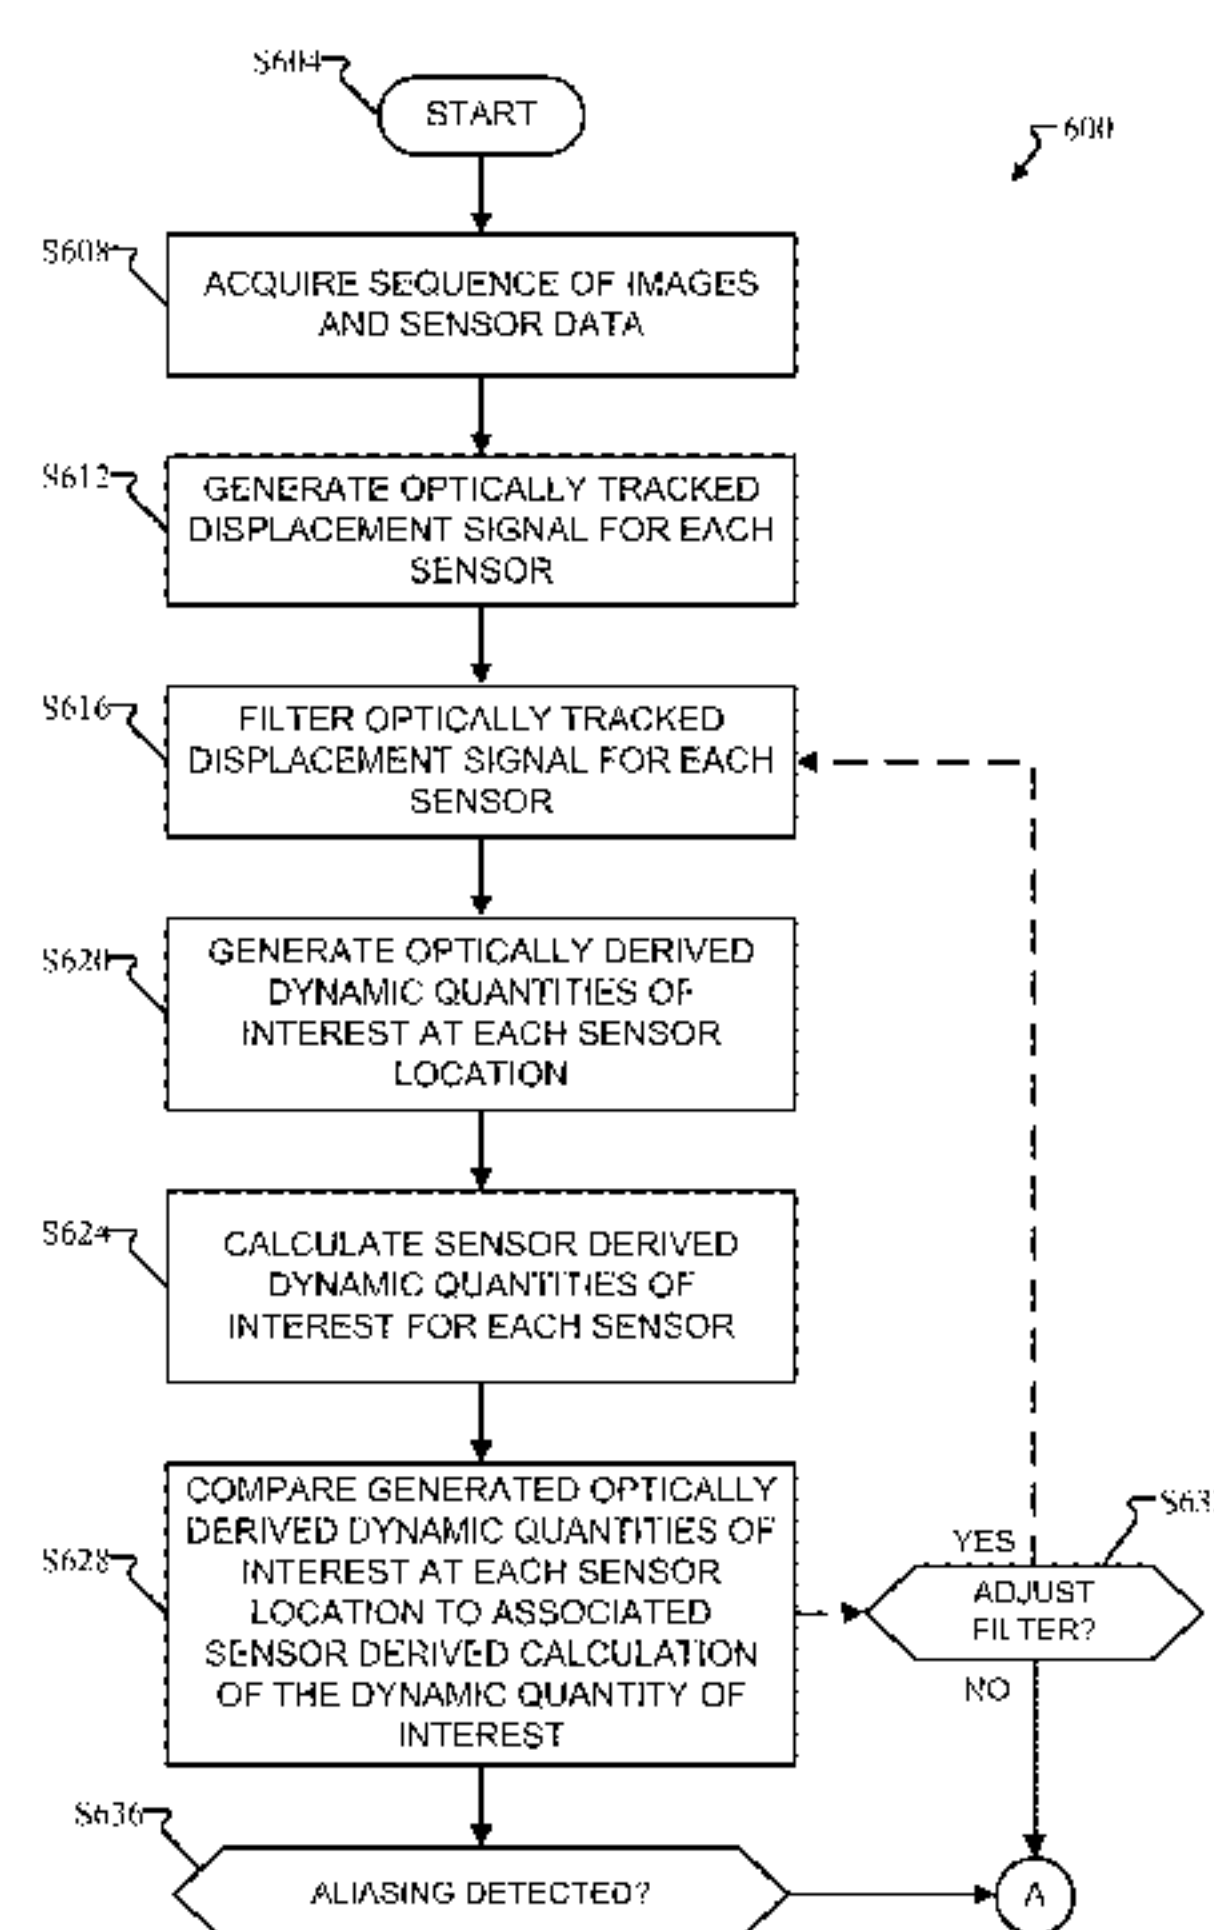 S604
START
600
S608
ACQUIRE SEQUENCE OF IMAGES
AND SENSOR DATA
S612
GENERATE OPTICALLY TRACKED
DISPLACEMENT SIGNAL FOR EACH
SENSOR
S616
FILTER OPTICALLY TRACKED
DISPLACEMENT SIGNAL FOR EACH
SENSOR
S620
GENERATE OPTICALLY DERIVED
DYNAMIC QUANTITIES OF
INTEREST AT EACH SENSOR
LOCATION
S624
CALCULATE SENSOR DERIVED
DYNAMIC QUANTITIES OF
INTEREST FOR EACH SENSOR
S628
COMPARE GENERATED OPTICALLY
DERIVED DYNAMIC QUANTITIES OF
INTEREST AT EACH SENSOR
LOCATION TO ASSOCIATED
SENSOR DERIVED CALCULATION
OF THE DYNAMIC QUANTITY OF
INTEREST
S63
YES
ADJUST
FILTER?
NO
S636
ALIASING DETECTED?
A